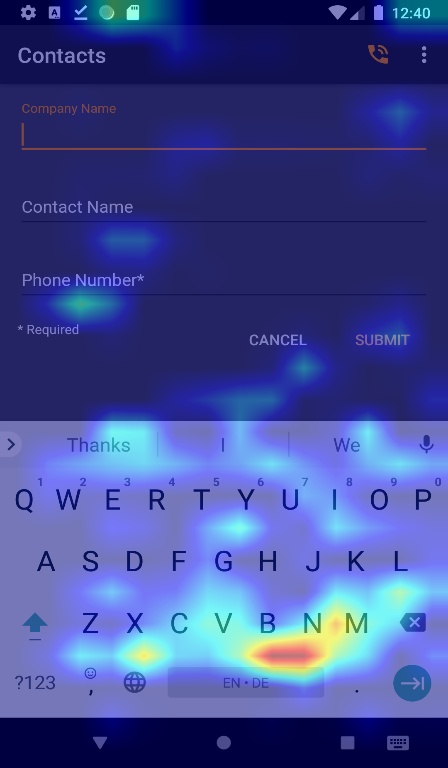 12:40
Contacts
Company Name
Contact Name
Phone Number*
* Required
CANCEL SUBMIT
Thanks I We
1 2 3 4 5 6 7 8 9 0
Q W E R T Y U I O P
A S D F G H J K L
Z X C V B N M
?123 , EN • DE .